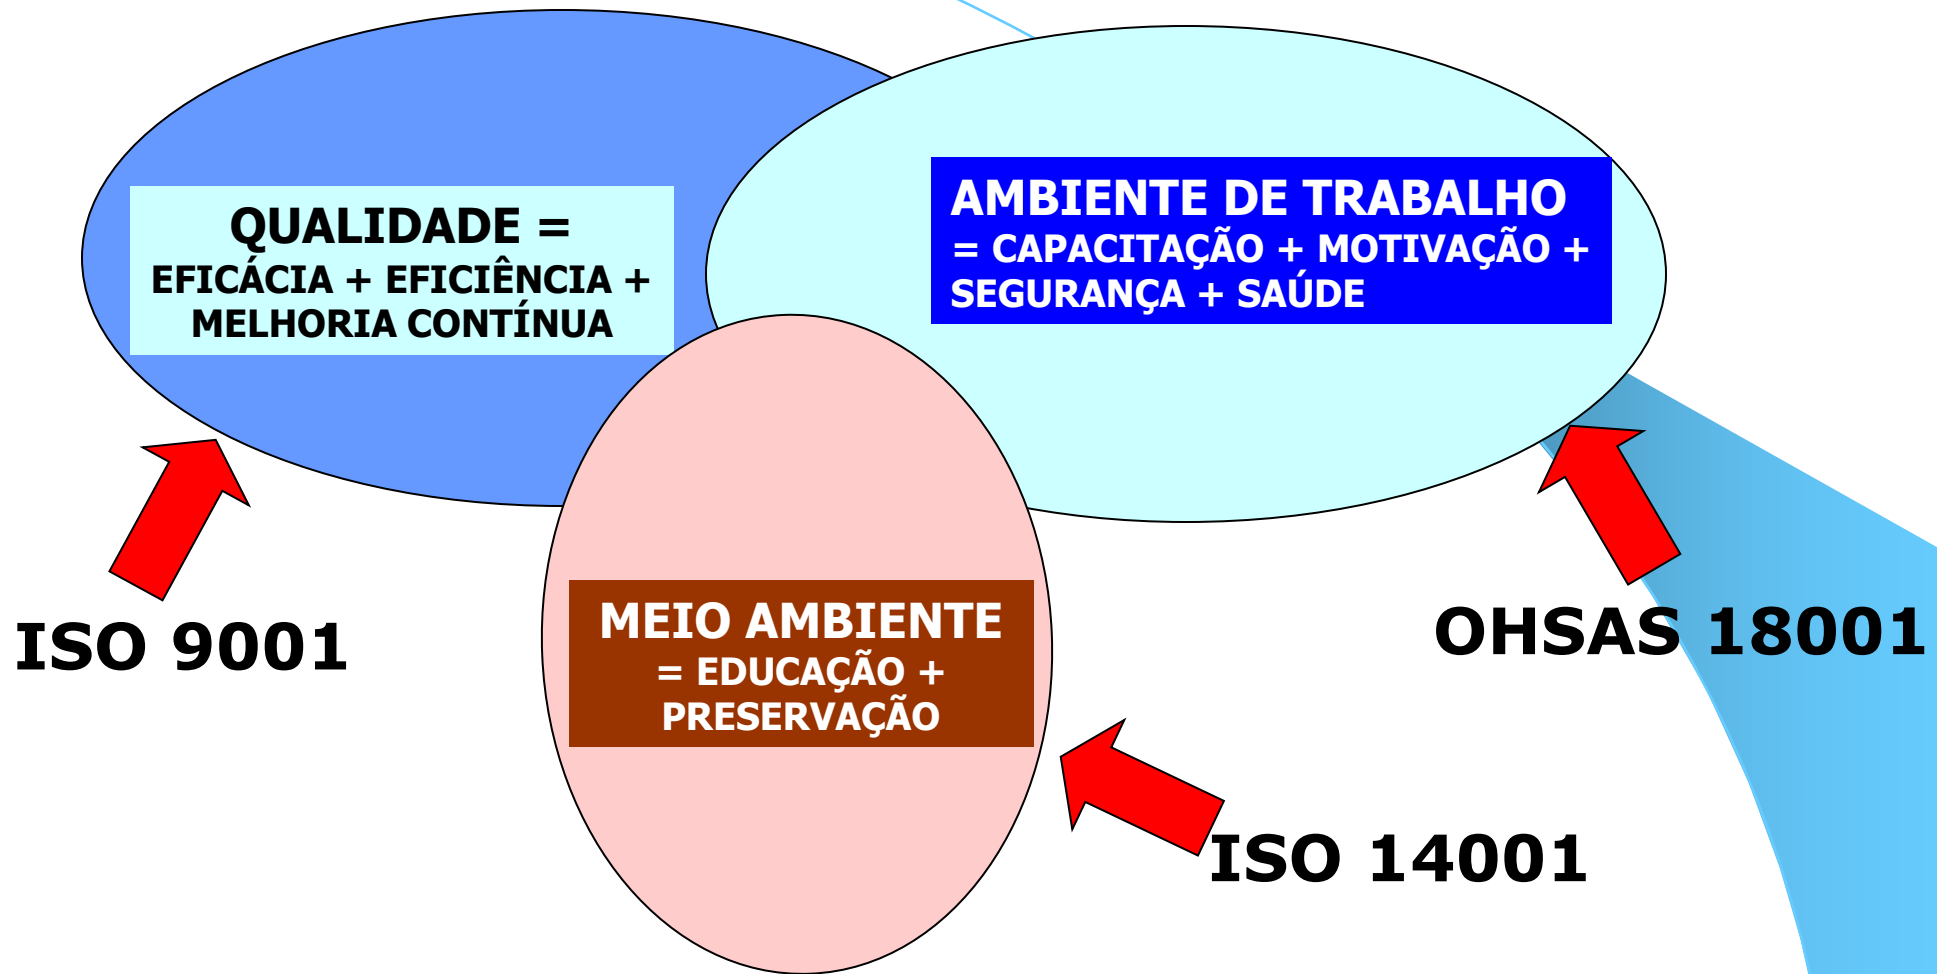 QUALIDADE =
EFICÁCIA + EFICIÊNCIA +
MELHORIA CONTÍNUA
AMBIENTE DE TRABALHO
= CAPACITAÇÃO + MOTIVAÇÃO +
SEGURANÇA + SAÚDE
MEIO AMBIENTE
= EDUCAÇÃO +
PRESERVAÇÃO
ISO 9001
OHSAS 18001
ISO 14001